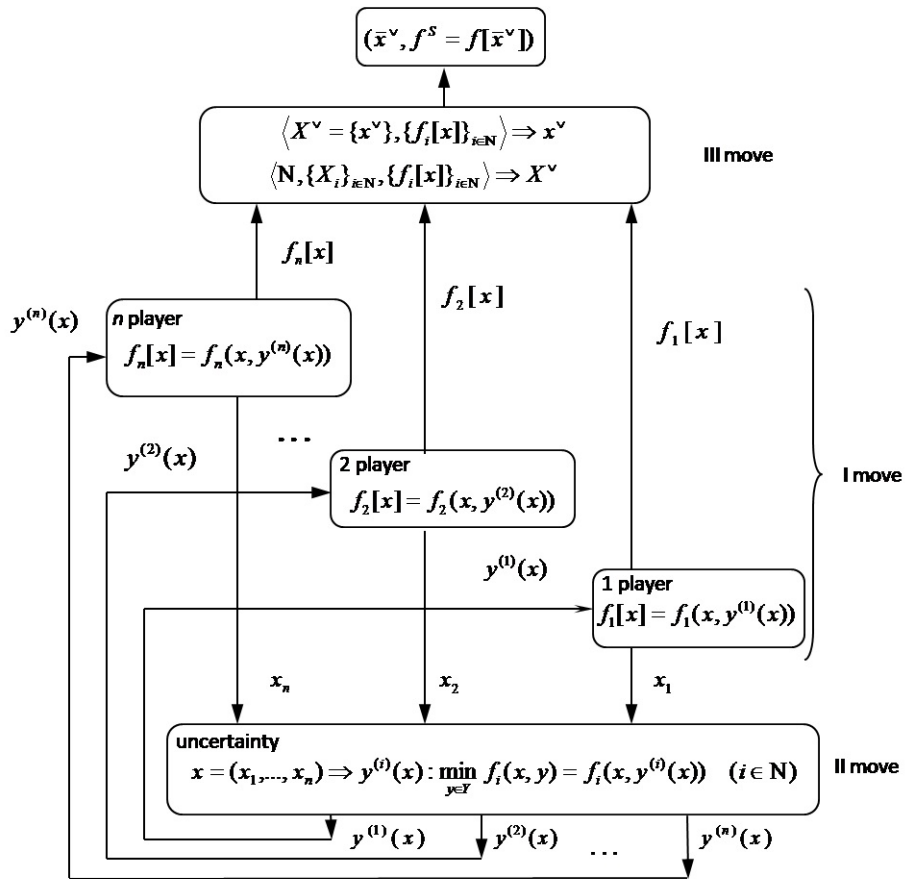 (x̄ᵛ, fˢ = f[x̄ᵛ])
⟨Xᵛ = {xᵛ}, {fᵢ[x]}ᵢ∈N⟩ ⇒ xᵛ
⟨N, {Xᵢ}ᵢ∈N, {fᵢ[x]}ᵢ∈N⟩ ⇒ Xᵛ
III move
fₙ[x]
f₂[x]
f₁[x]
y⁽ⁿ⁾(x)
n player
fₙ[x] = fₙ(x, y⁽ⁿ⁾(x))
...
y⁽²⁾(x)
2 player
f₂[x] = f₂(x, y⁽²⁾(x))
I move
y⁽¹⁾(x)
1 player
f₁[x] = f₁(x, y⁽¹⁾(x))
xₙ x₂ x₁
uncertainty
x = (x₁,..., xₙ) ⇒ y⁽ⁱ⁾(x) : min fᵢ(x, y) = fᵢ(x, y⁽ⁱ⁾(x)) (i ∈ N)
y∈Y
II move
y⁽¹⁾(x) y⁽²⁾(x) ... y⁽ⁿ⁾(x)